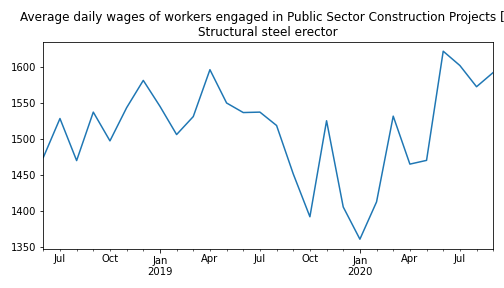 Average daily wages of workers engaged in Public Sector Construction Projects [
Structural steel erector
1600
1550
1500
1450
1400
1350
Jul Oct Jan Apr Jul Oct Jan Apr Jul
2019 2020